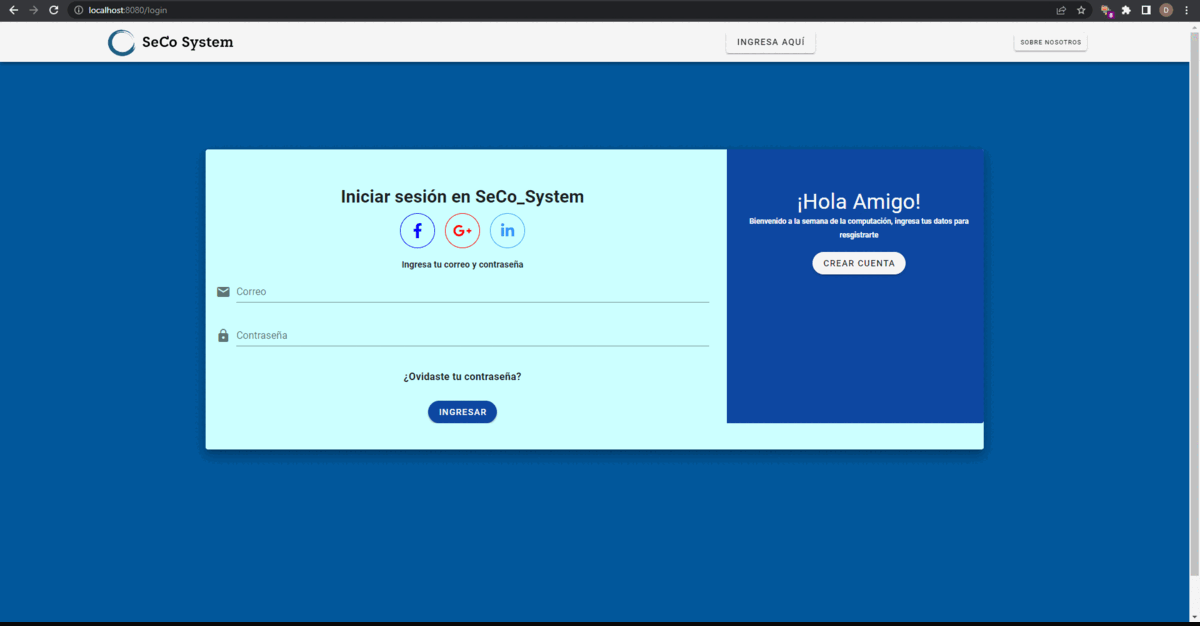 localhost:8080/login
D
8
SeCo System
INGRESA AQUÍ
SOBRE NOSOTROS
Iniciar sesión en SeCo_System
f
G+
in
Ingresa tu correo y contraseña
Correo
Contraseña
¿Ovidaste tu contraseña?
INGRESAR
¡Hola Amigo!
Bienvenido a la semana de la computación, ingresa tus datos para
resgistrarte
CREAR CUENTA